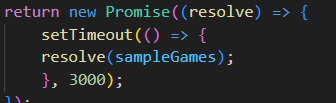 return new Promise((resolve) => {
setTimeout(() => {
resolve(sampleGames);
}, 3000);
});